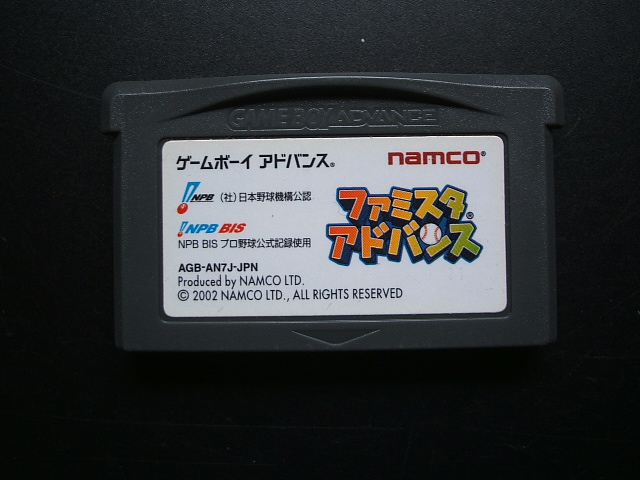 GAME BOY ADVANCE
ゲームボーイ アドバンス®
namco®
NPB (社)日本野球機構公認
NPB BIS
NPB BIS プロ野球公式記録使用
ファミスタ®
アドバンス
AGB-AN7J-JPN
Produced by NAMCO LTD.
© 2002 NAMCO LTD., ALL RIGHTS RESERVED